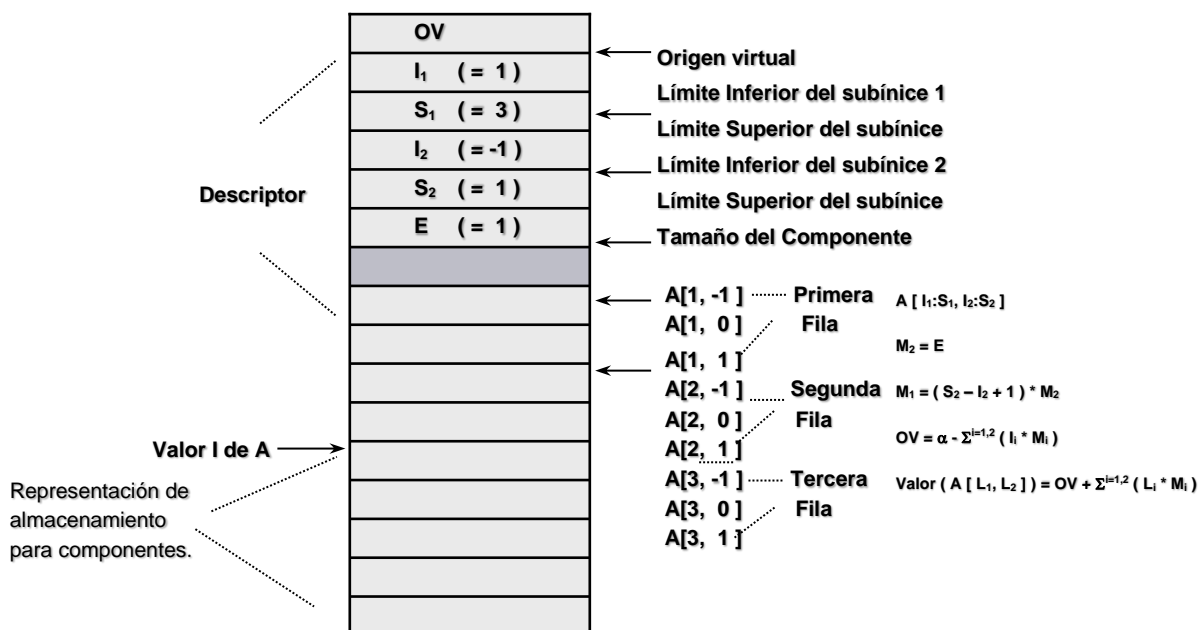 OV
I₁ ( = 1 )
S₁ ( = 3 )
I₂ ( = -1 )
S₂ ( = 1 )
E ( = 1 )
Descriptor
Valor I de A
Representación de
almacenamiento
para componentes.
Origen virtual
Límite Inferior del subínice 1
Límite Superior del subínice
Límite Inferior del subínice 2
Límite Superior del subínice
Tamaño del Componente
A[1, -1 ] Primera
A[1, 0 ] Fila
A[1, 1 ]
A[2, -1 ] Segunda
A[2, 0 ] Fila
A[2, 1 ]
A[3, -1 ] Tercera
A[3, 0 ] Fila
A[3, 1 ]
A [ I₁:S₁, I₂:S₂ ]
M₂ = E
M₁ = ( S₂ – I₂ + 1 ) * M₂
OV = α - Σⁱ⁼¹,² ( Iᵢ * Mᵢ )
Valor ( A [ L₁, L₂ ] ) = OV + Σⁱ⁼¹,² ( Lᵢ * Mᵢ )